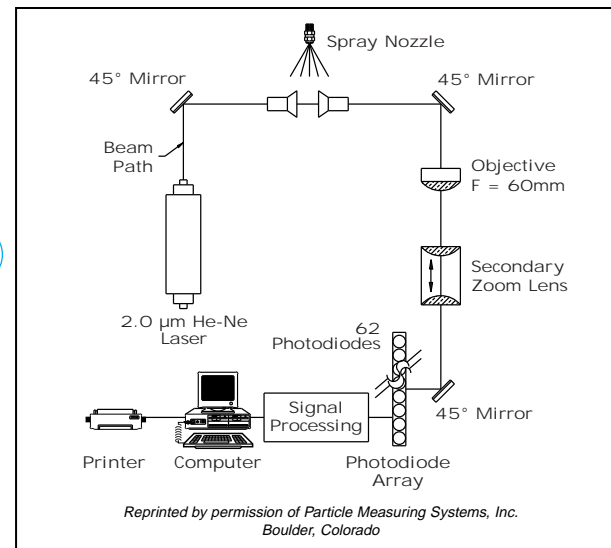 Spray Nozzle
45° Mirror
45° Mirror
Beam
Path
Objective
F = 60mm
Secondary
Zoom Lens
2.0 µm He-Ne
Laser
62
Photodiodes
Signal
Processing
45° Mirror
Printer
Computer
Photodiode
Array
Reprinted by permission of Particle Measuring Systems, Inc.
Boulder, Colorado